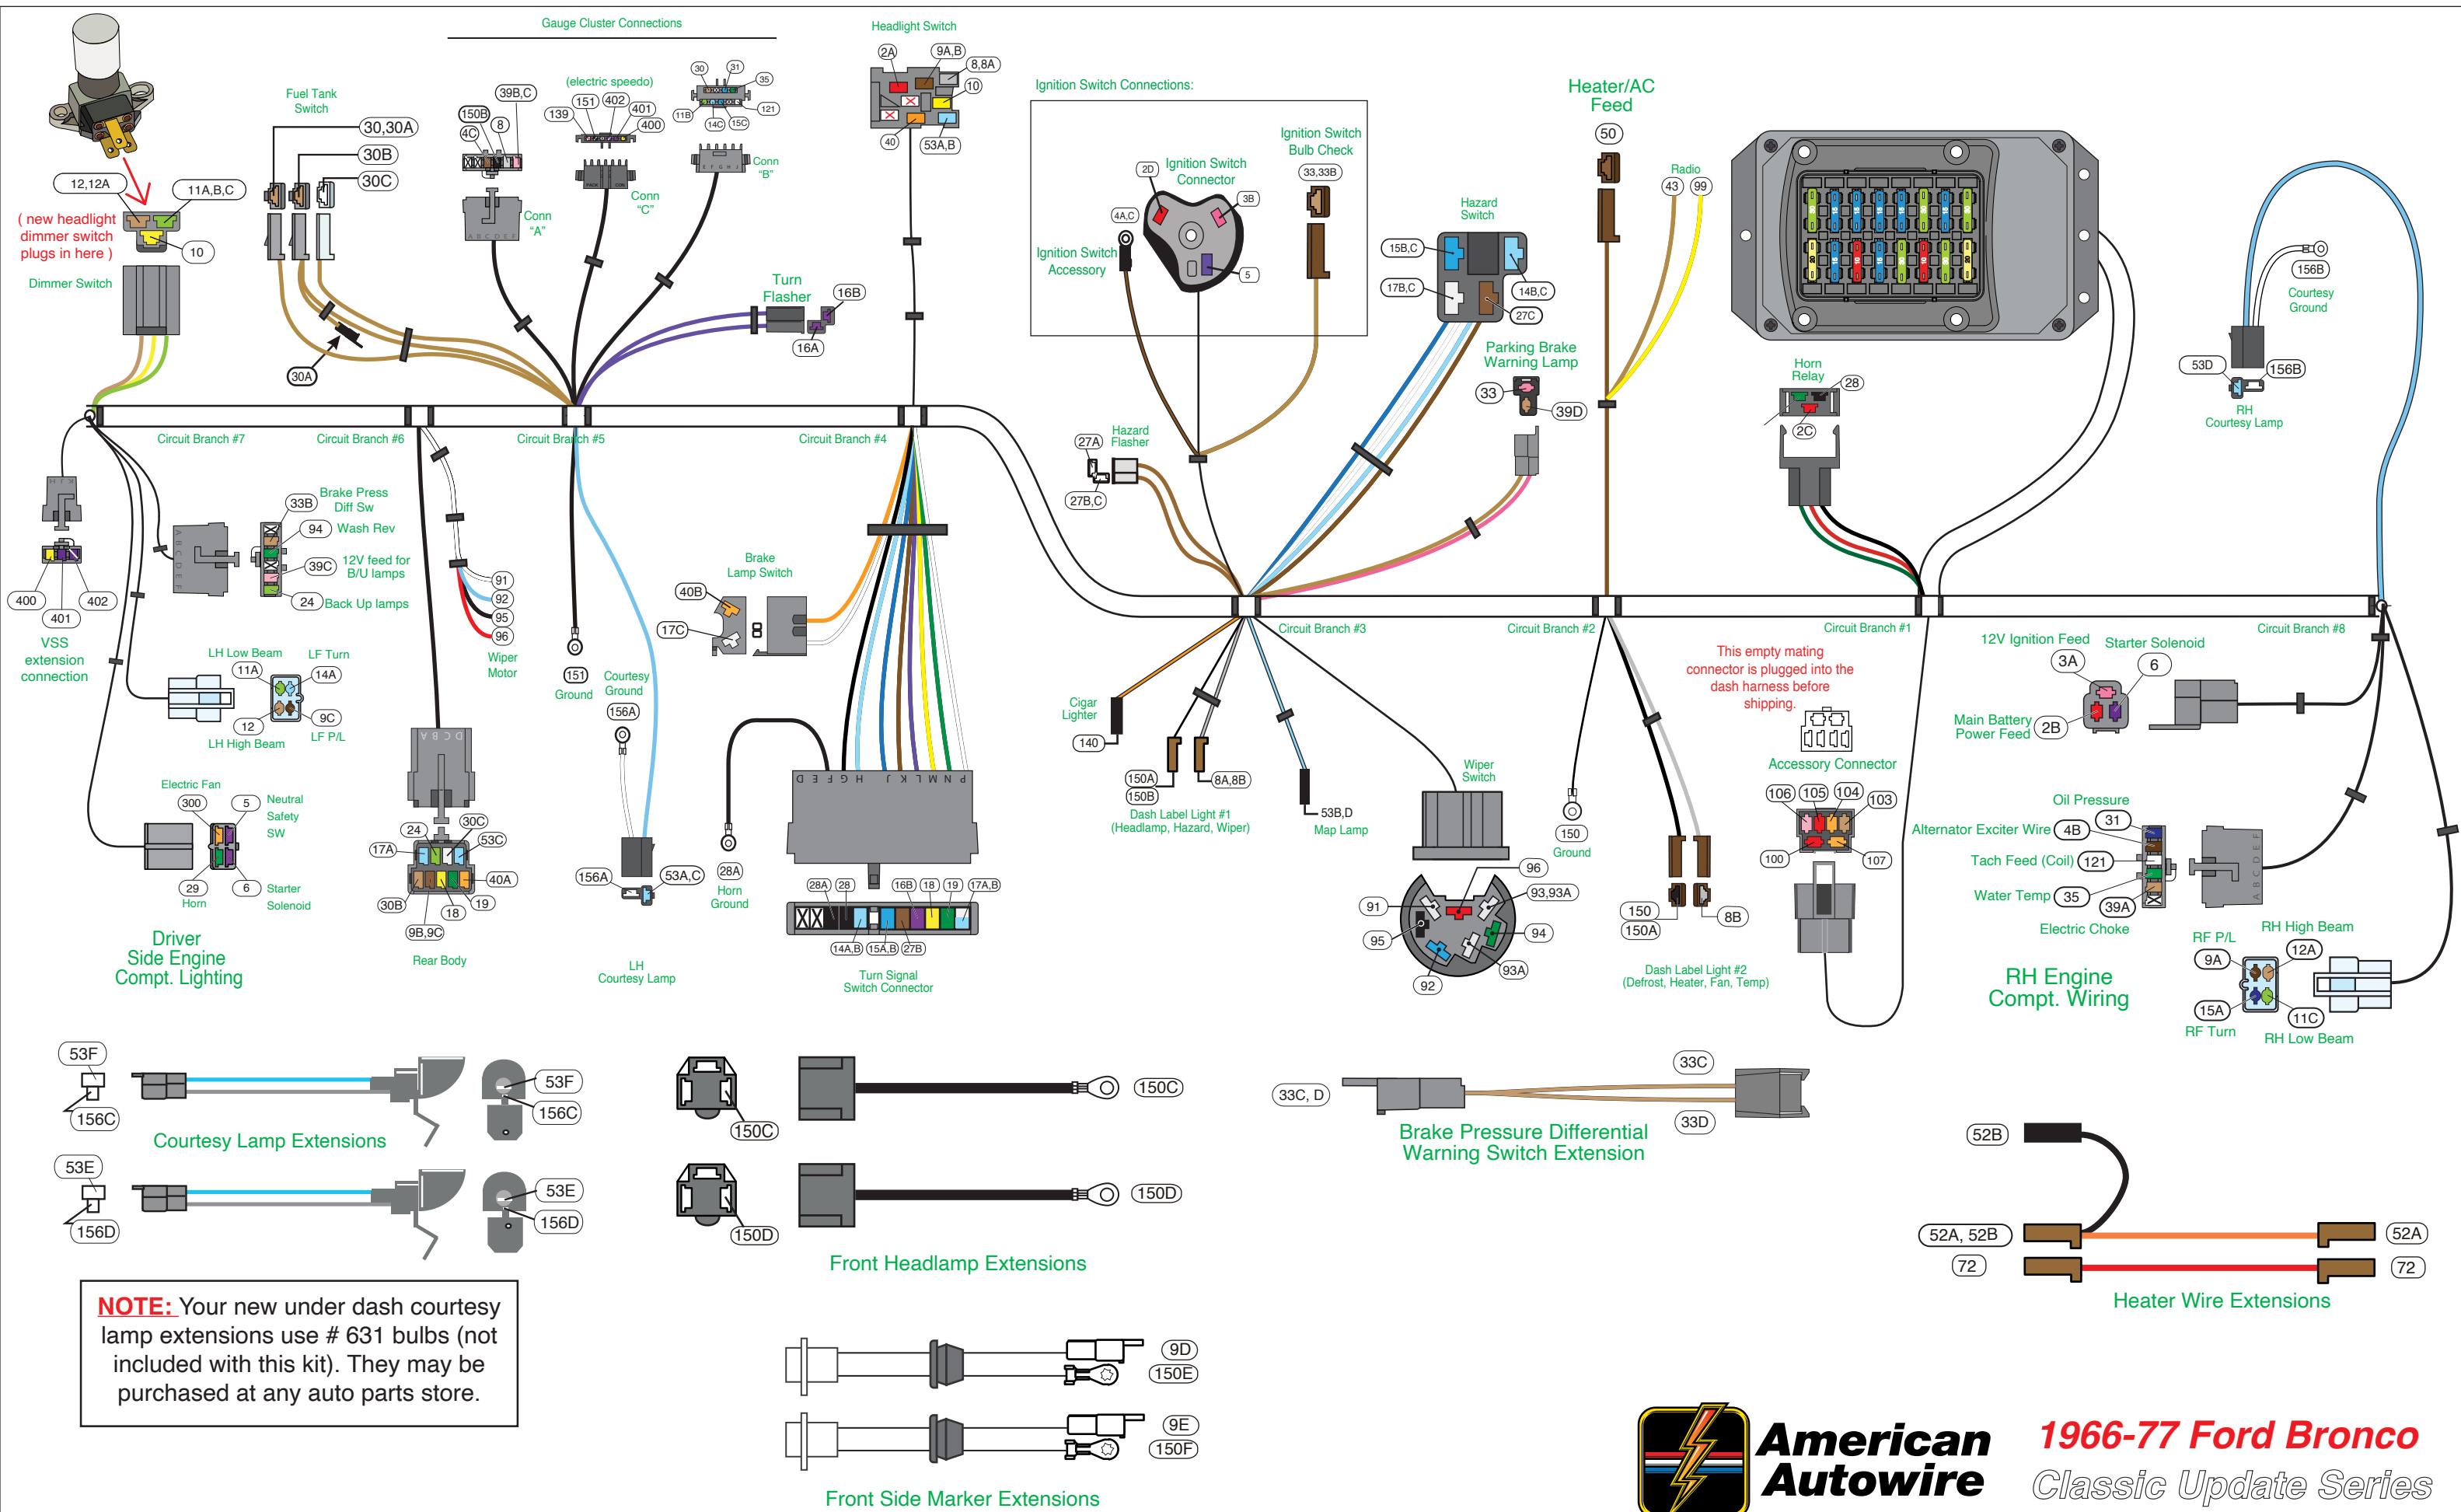 Gauge Cluster Connections
Headlight Switch
2A
9A,B
8,8A
10
40
53A,B
Fuel Tank
Switch
30,30A
30B
30C
30A
39B,C
150B
8
4C
Conn
"A"
(electric speedo)
151
402
139
401
400
Conn
"C"
30
31
35
11B
14C
15C
121
Conn
"B"
12,12A
11A,B,C
( new headlight
dimmer switch
plugs in here )
10
Dimmer Switch
Turn
Flasher
16B
16A
Ignition Switch Connections:
Ignition Switch
Bulb Check
33,33B
Ignition Switch
Connector
2D
3B
4A,C
5
Ignition Switch
Accessory
Hazard
Switch
15B,C
14B,C
17B,C
27C
Heater/AC
Feed
50
Radio
43
99
Parking Brake
Warning Lamp
33
39D
Horn
Relay
28
2C
156B
Courtesy
Ground
53D
156B
RH
Courtesy Lamp
Hazard
Flasher
27A
27B,C
Circuit Branch #7
Circuit Branch #6
Circuit Branch #5
Circuit Branch #4
Circuit Branch #3
Circuit Branch #2
Circuit Branch #1
Circuit Branch #8
400
401
402
VSS
extension
connection
A B C D E F
33B
Brake Press
Diff Sw
94
Wash Rev
39C
12V feed for
B/U lamps
24
Back Up lamps
LH Low Beam
LF Turn
11A
14A
12
9C
LH High Beam
LF P/L
Electric Fan
300
5
Neutral
Safety
SW
29
Horn
6
Starter
Solenoid
Driver
Side Engine
Compt. Lighting
91
92
95
96
Wiper
Motor
A B C D
24
30C
17A
53C
40A
30B
18
19
9B,9C
Rear Body
151
Ground
Courtesy
Ground
156A
156A
53A,C
LH
Courtesy Lamp
Brake
Lamp Switch
40B
17C
28A
Horn
Ground
D E F G H J K L M N P
28A
28
16B
18
19
17A,B
14A,B
15A,B
27B
Turn Signal
Switch Connector
Cigar
Lighter
140
150A
150B
8A,8B
Dash Label Light #1
(Headlamp, Hazard, Wiper)
53B,D
Map Lamp
Wiper
Switch
96
93,93A
91
95
94
92
93A
150
Ground
150
150A
8B
Dash Label Light #2
(Defrost, Heater, Fan, Temp)
This empty mating
connector is plugged into the
dash harness before
shipping.
Accessory Connector
106
105
104
103
100
107
12V Ignition Feed
Starter Solenoid
3A
6
Main Battery
Power Feed
2B
Oil Pressure
31
Alternator Exciter Wire
4B
Tach Feed (Coil)
121
Water Temp
35
39A
Electric Choke
A B C D E F
RH Engine
Compt. Wiring
RF P/L
RH High Beam
9A
12A
15A
11C
RF Turn
RH Low Beam
53F
156C
53F
156C
Courtesy Lamp Extensions
53E
156D
53E
156D
150C
150C
150D
150D
Front Headlamp Extensions
33C, D
33C
33D
Brake Pressure Differential
Warning Switch Extension
52B
52A, 52B
52A
72
72
Heater Wire Extensions
NOTE: Your new under dash courtesy
lamp extensions use # 631 bulbs (not
included with this kit). They may be
purchased at any auto parts store.
9D
150E
9E
150F
Front Side Marker Extensions
American
Autowire
1966-77 Ford Bronco
Classic Update Series